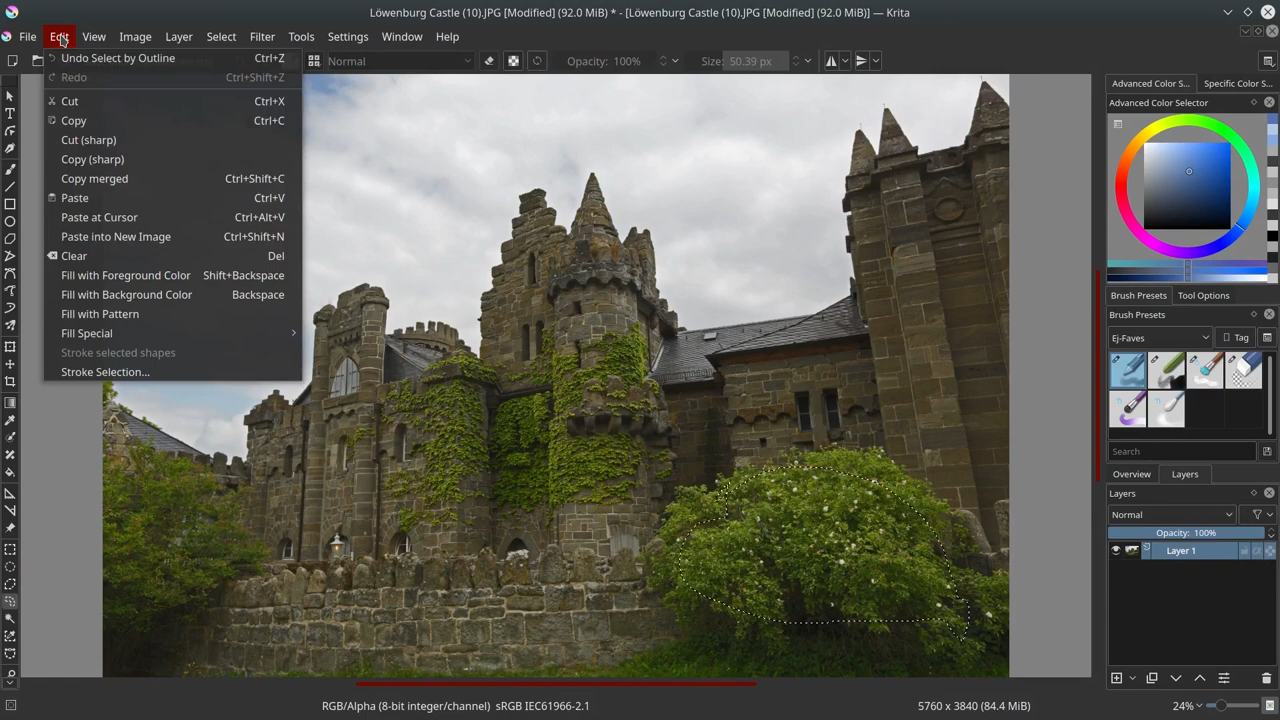 Löwenburg Castle (10).JPG [Modified] (92.0 MiB) * - [Löwenburg Castle (10).JPG [Modified] (92.0 MiB)] — Krita
File Edit View Image Layer Select Filter Tools Settings Window Help
Normal Opacity: 100% Size: 50.39 px
Undo Select by Outline Ctrl+Z
Redo Ctrl+Shift+Z
Cut Ctrl+X
Copy Ctrl+C
Cut (sharp)
Copy (sharp)
Copy merged Ctrl+Shift+C
Paste Ctrl+V
Paste at Cursor Ctrl+Alt+V
Paste into New Image Ctrl+Shift+N
Clear Del
Fill with Foreground Color Shift+Backspace
Fill with Background Color Backspace
Fill with Pattern
Fill Special
Stroke selected shapes
Stroke Selection...
Advanced Color S... Specific Color S...
Advanced Color Selector
Brush Presets Tool Options
Brush Presets
Ej-Faves Tag
Search
Overview Layers
Layers
Normal
Opacity: 100%
Layer 1
RGB/Alpha (8-bit integer/channel) sRGB IEC61966-2.1 5760 x 3840 (84.4 MiB) 24%